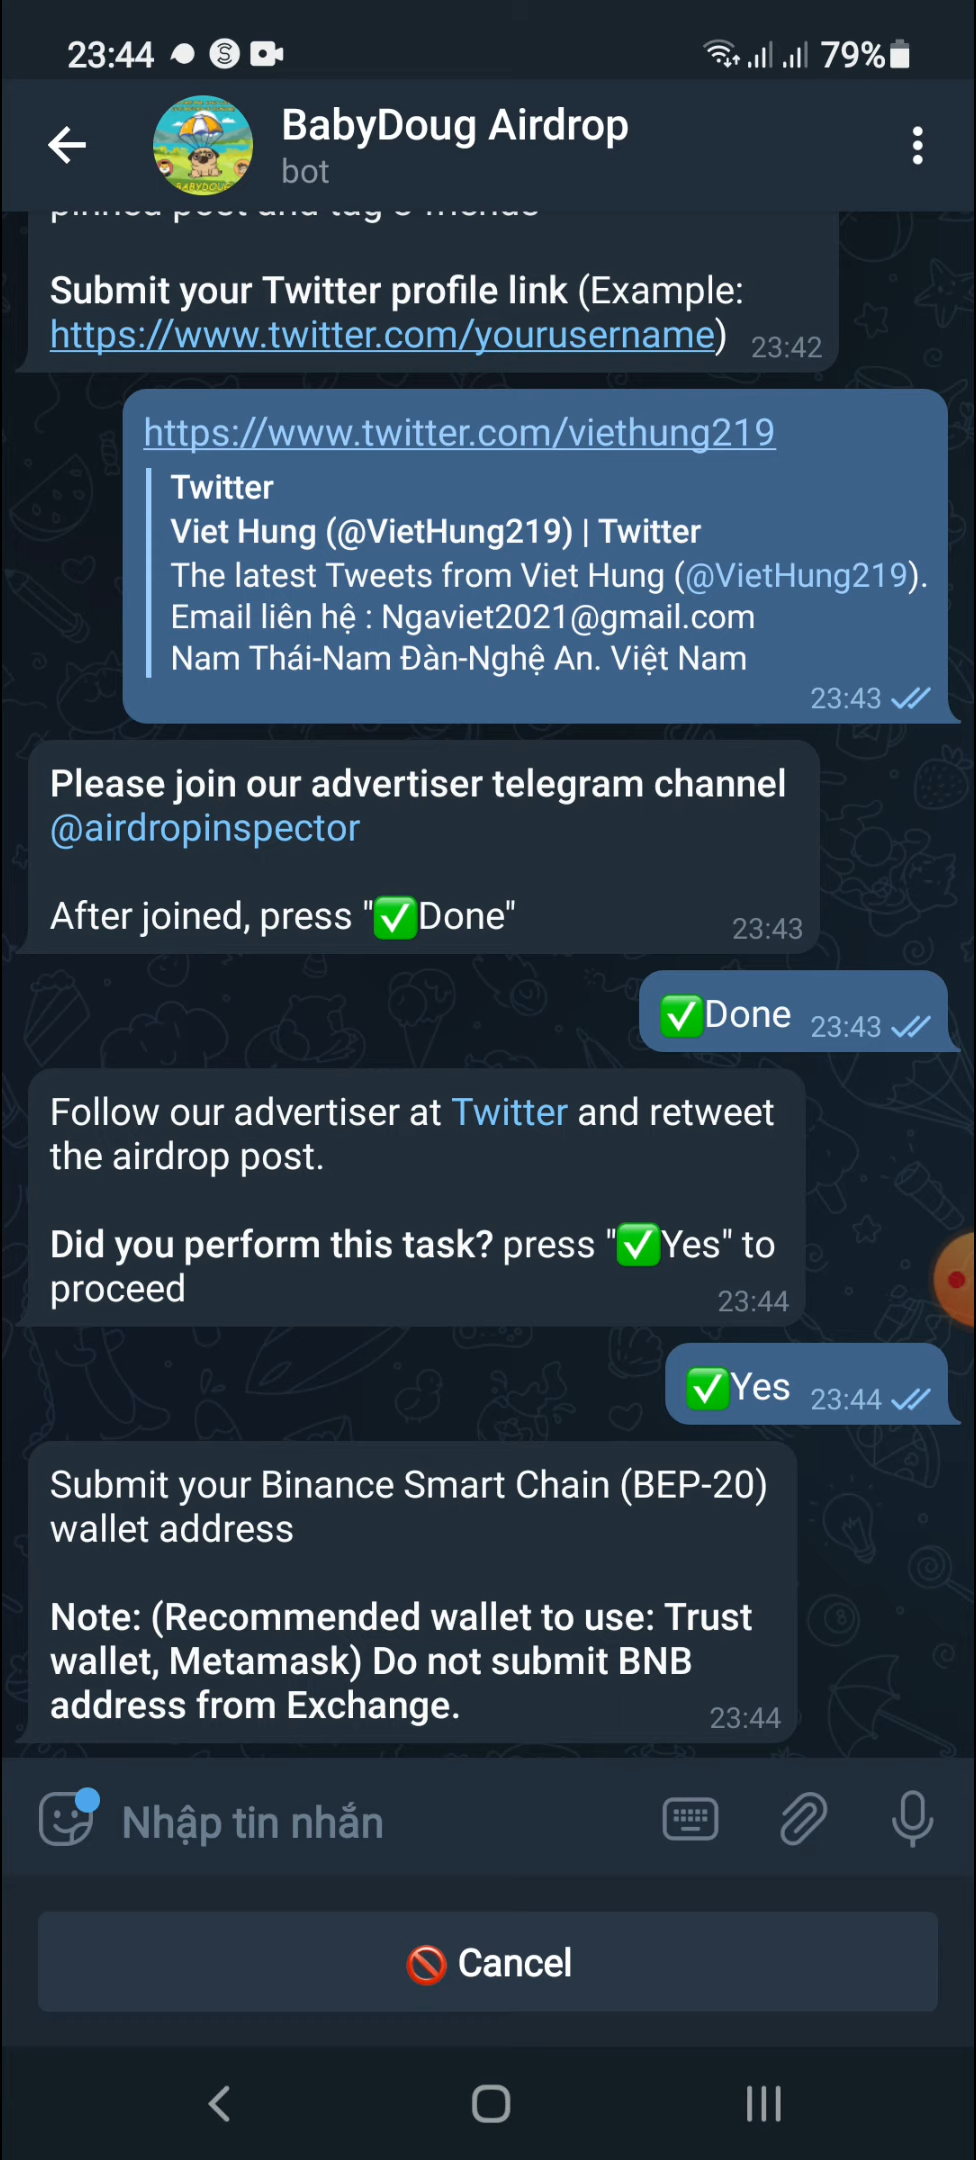 23:44
79%
BabyDoug Airdrop
bot
pinned post and tag 3 friends
Submit your Twitter profile link (Example:
https://www.twitter.com/yourusername)
23:42
https://www.twitter.com/viethung219
Twitter
Viet Hung (@VietHung219) | Twitter
The latest Tweets from Viet Hung (@VietHung219).
Email liên hệ : Ngaviet2021@gmail.com
Nam Thái-Nam Đàn-Nghệ An. Việt Nam
23:43
Please join our advertiser telegram channel
@airdropinspector
After joined, press "✅Done"
23:43
✅Done 23:43
Follow our advertiser at Twitter and retweet
the airdrop post.
Did you perform this task? press "✅Yes" to
proceed
23:44
✅Yes 23:44
Submit your Binance Smart Chain (BEP-20)
wallet address
Note: (Recommended wallet to use: Trust
wallet, Metamask) Do not submit BNB
address from Exchange.
23:44
Nhập tin nhắn
🚫 Cancel